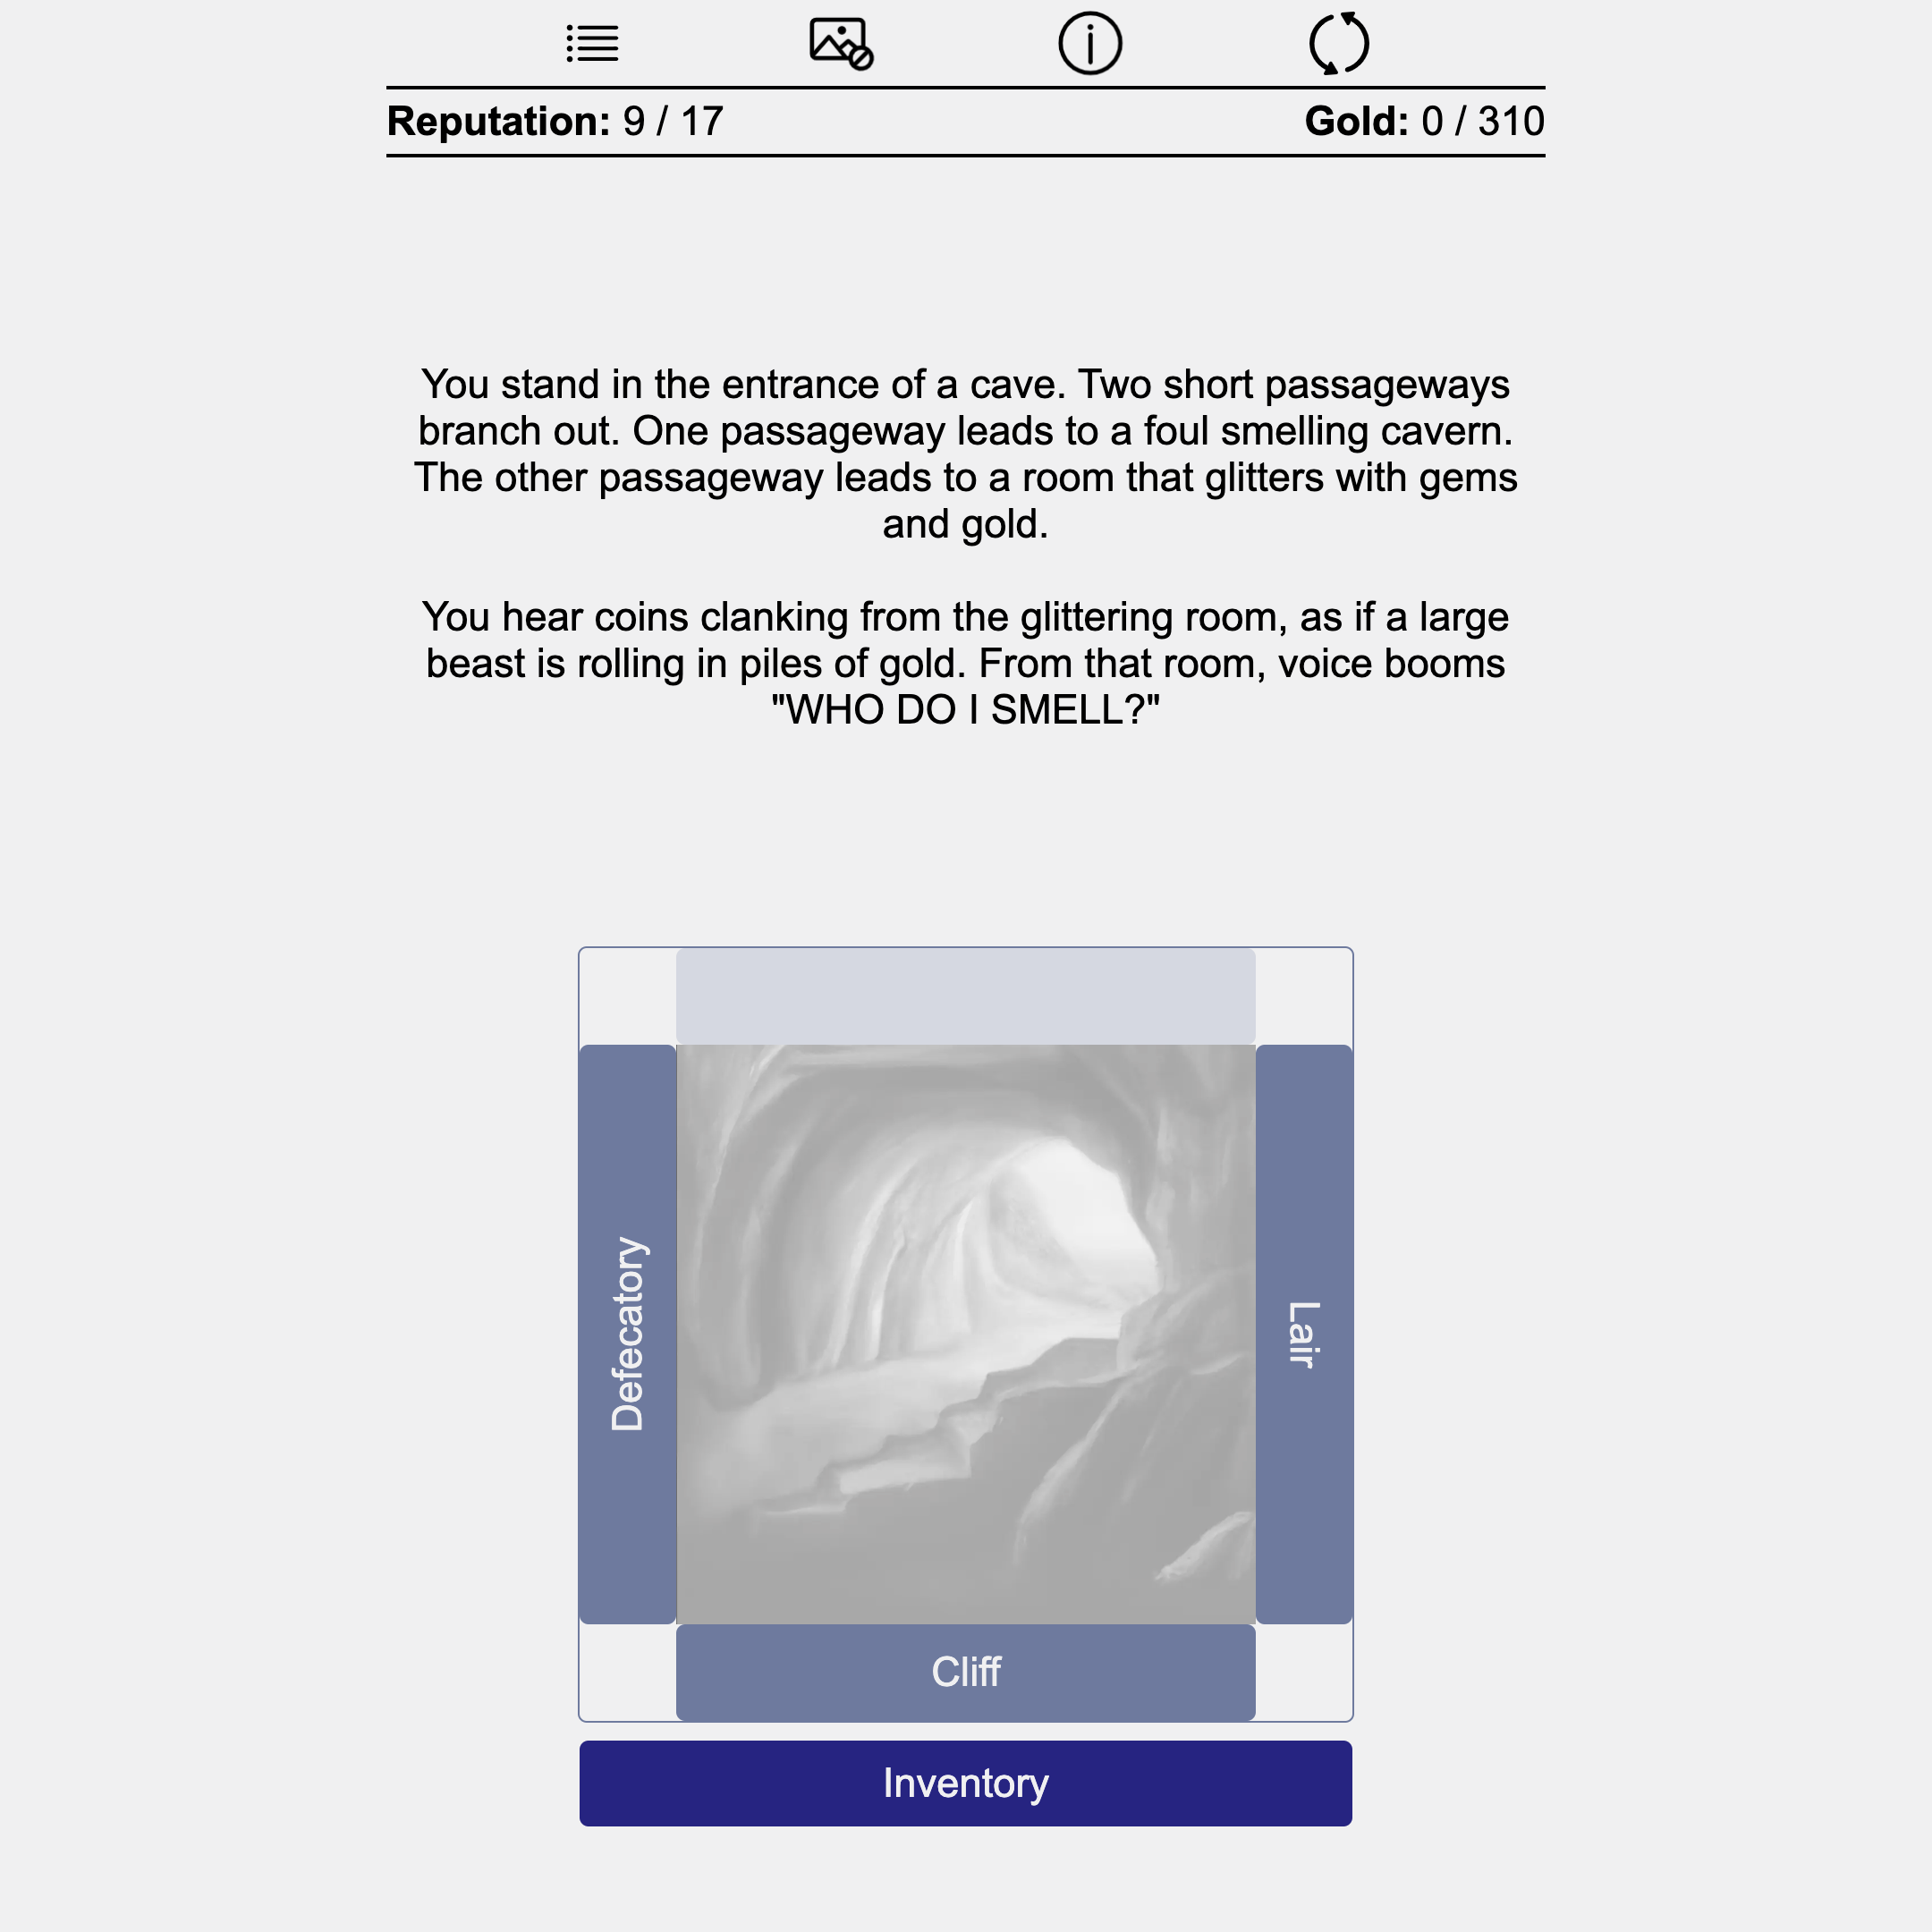 Reputation: 9 / 17 Gold: 0 / 310
You stand in the entrance of a cave. Two short passageways
branch out. One passageway leads to a foul smelling cavern.
The other passageway leads to a room that glitters with gems
and gold.
You hear coins clanking from the glittering room, as if a large
beast is rolling in piles of gold. From that room, voice booms
"WHO DO I SMELL?"
Defecatory
Lair
Cliff
Inventory